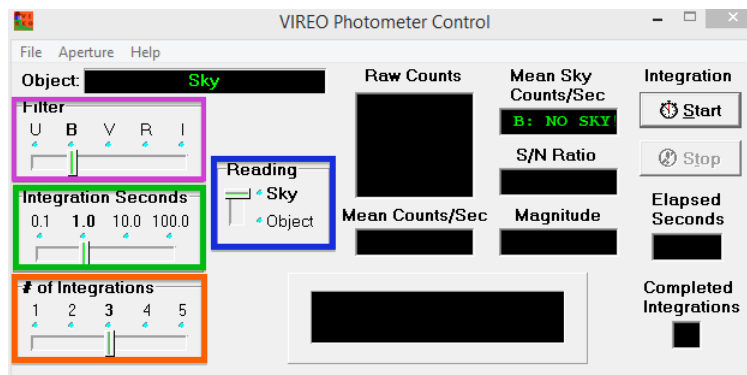 VIREO Photometer Control
File Aperture Help
Object: Sky
Filter
U B V R I
Integration Seconds
0.1 1.0 10.0 100.0
# of Integrations
1 2 3 4 5
Reading
Sky
Object
Raw Counts
Mean Counts/Sec
Mean Sky
Counts/Sec
B: NO SKY!
S/N Ratio
Magnitude
Integration
Start
Stop
Elapsed
Seconds
Completed
Integrations